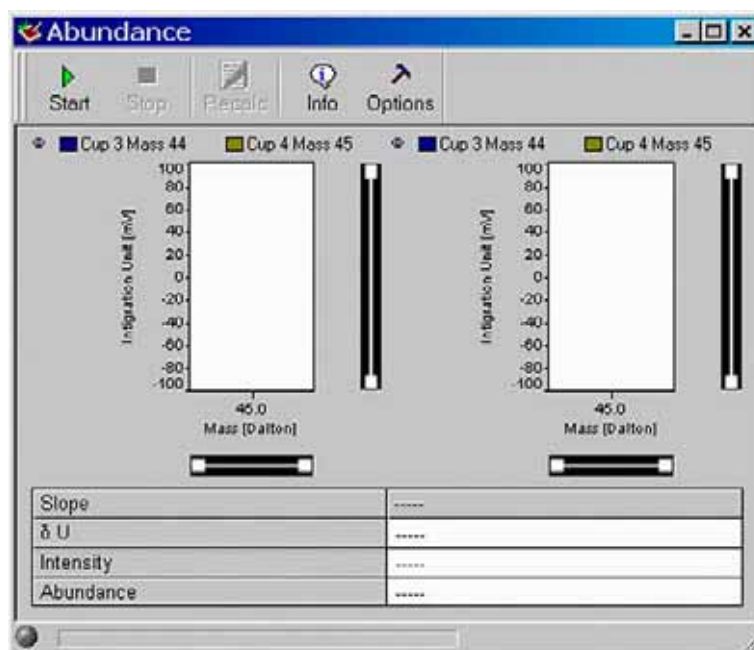 Abundance
Start Stop Recalc Info Options
Cup 3 Mass 44 Cup 4 Mass 45 Cup 3 Mass 44 Cup 4 Mass 45
100 100
80 80
60 60
40 40
20 20
0 0
-20 -20
-40 -40
-60 -60
-80 -80
-100 -100
Intigration Unit [mV] Intigration Unit [mV]
45.0 45.0
Mass [Dalton] Mass [Dalton]
Slope -----
δ U -----
Intensity -----
Abundance -----